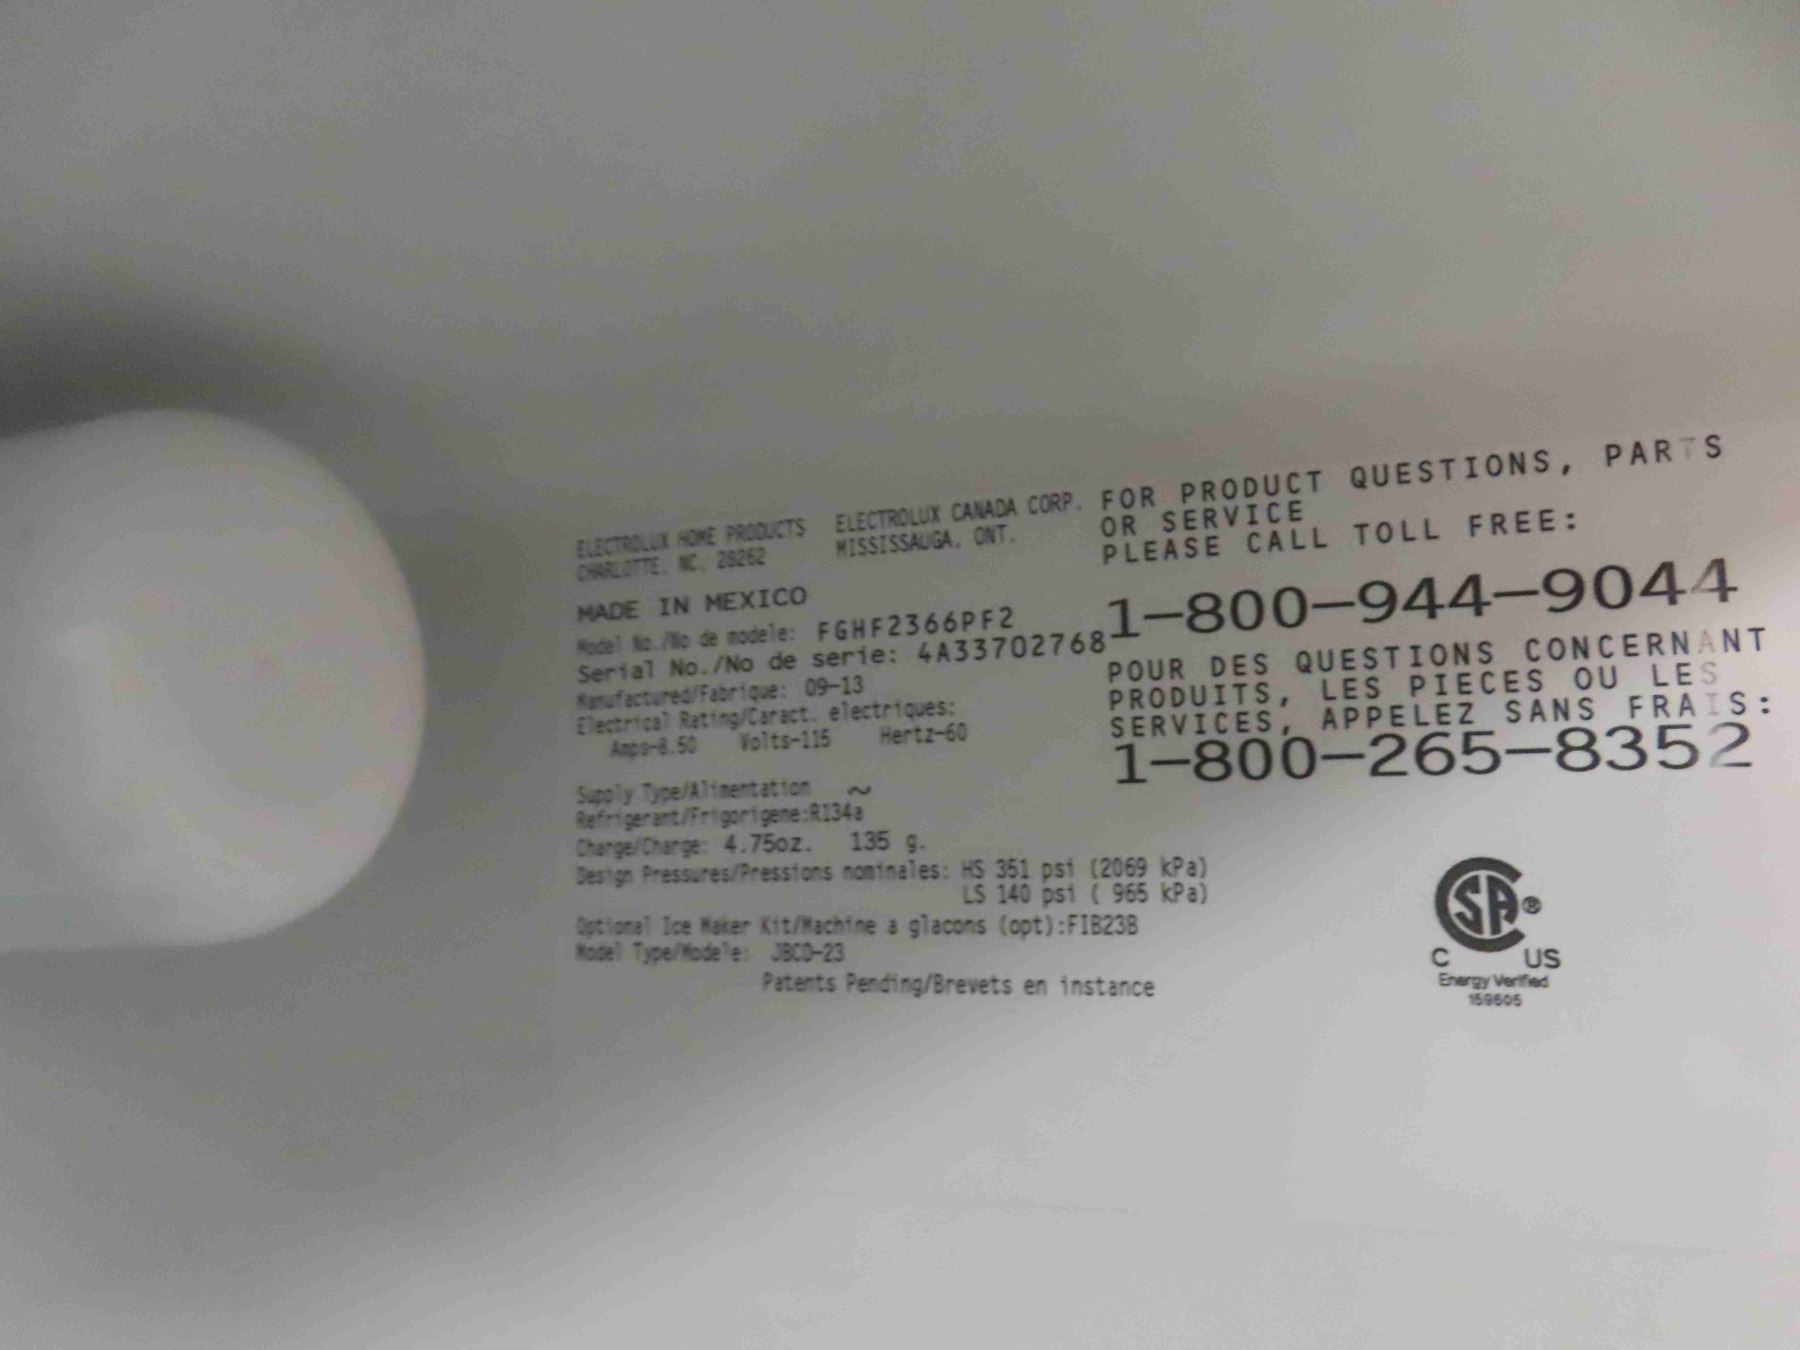 ELECTROLUX HOME PRODUCTS
CHARLOTTE, NC. 28262
ELECTROLUX CANADA CORP.
MISSISSAUGA, ONT.
MADE IN MEXICO
Model No./No de modele: FGHF2366PF2
Serial No./No de serie: 4A33702768
Manufactured/Fabrique: 09-13
Electrical Rating/Caract. electriques:
Amps-8.50 Volts-115 Hertz-60
Supply Type/Alimentation ~
Refrigerant/Frigorigene:R134a
Charge/Charge: 4.75oz. 135 g.
Design Pressures/Pressions nominales: HS 351 psi (2069 kPa)
LS 140 psi ( 965 kPa)
Optional Ice Maker Kit/Machine a glacons (opt):FIB23B
Model Type/Modele: JBCD-23
Patents Pending/Brevets en instance
FOR PRODUCT QUESTIONS, PARTS
OR SERVICE
PLEASE CALL TOLL FREE:
1-800-944-9044
POUR DES QUESTIONS CONCERNANT
PRODUITS, LES PIECES OU LES
SERVICES, APPELEZ SANS FRAIS:
1-800-265-8352
SA®
C US
Energy Verified
159605